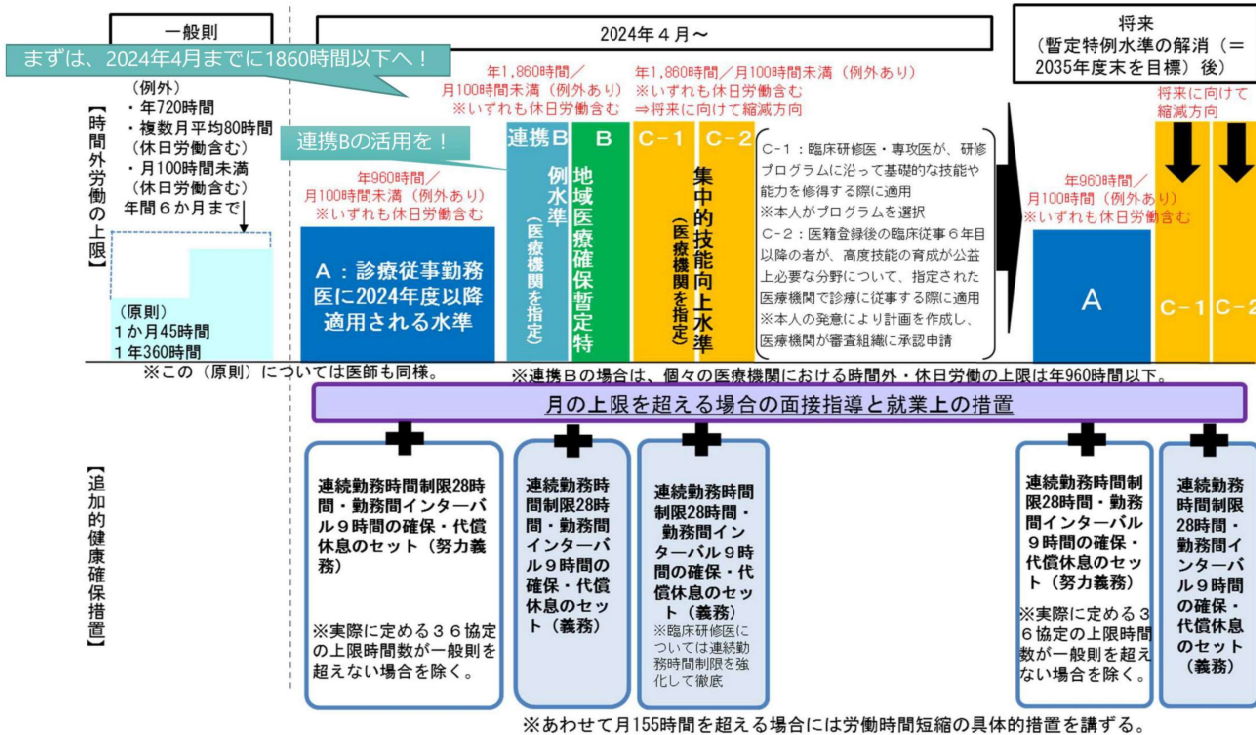 一般則
2024年４月～
将来
（暫定特例水準の解消（＝
2035年度末を目標）後）
まずは、2024年4月までに1860時間以下へ！
【時間外労働の上限】
（例外）
・年720時間
・複数月平均80時間
（休日労働含む）
・月100時間未満
（休日労働含む）
年間６か月まで
（原則）
１か月45時間
１年360時間
連携Bの活用を！
年960時間／
月100時間未満（例外あり）
※いずれも休日労働含む
Ａ：診療従事勤務
医に2024年度以降
適用される水準
年1,860時間／
月100時間未満（例外あり）
※いずれも休日労働含む
連携Ｂ
Ｂ
地域医療確保暫定特
例水準
（医療機関を指定）
年1,860時間／月100時間未満（例外あり）
※いずれも休日労働含む
⇒将来に向けて縮減方向
Ｃ-１
Ｃ-２
集中的技能向上水準
（医療機関を指定）
Ｃ-１：臨床研修医・専攻医が、研修
プログラムに沿って基礎的な技能や
能力を修得する際に適用
※本人がプログラムを選択
Ｃ-２：医籍登録後の臨床従事６年目
以降の者が、高度技能の育成が公益
上必要な分野について、指定された
医療機関で診療に従事する際に適用
※本人の発意により計画を作成し、
医療機関が審査組織に承認申請
将来に向けて
縮減方向
年960時間／
月100時間（例外あり）
※いずれも休日労働含む
Ａ
Ｃ-１
Ｃ-２
※この（原則）については医師も同様。
※連携Ｂの場合は、個々の医療機関における時間外・休日労働の上限は年960時間以下。
月の上限を超える場合の面接指導と就業上の措置
【追加的健康確保措置】
連続勤務時間制限28時
間・勤務間インターバ
ル９時間の確保・代償
休息のセット（努力義
務）
※実際に定める３６協定
の上限時間数が一般則を
超えない場合を除く。
連続勤務時間
間制限28時
間・勤務間
インターバ
ル９時間の
確保・代償
休息のセッ
ト（義務）
連続勤務時間
制限28時間・
勤務間イン
ターバル９時
間の確保・代
償休息のセッ
ト（義務）
※臨床研修医に
ついては連続勤
務時間制限を強
化して徹底
連続勤務時間制
限28時間・勤務
間インターバル
９時間の確保・
代償休息のセッ
ト（努力義務）
※実際に定める３
６協定の上限時間
数が一般則を超え
ない場合を除く。
連続勤務時
間制限28時
間・
勤務間イン
ターバル９
時間の確保・
代償休息の
セット
（義務）
※あわせて月155時間を超える場合には労働時間短縮の具体的措置を講ずる。